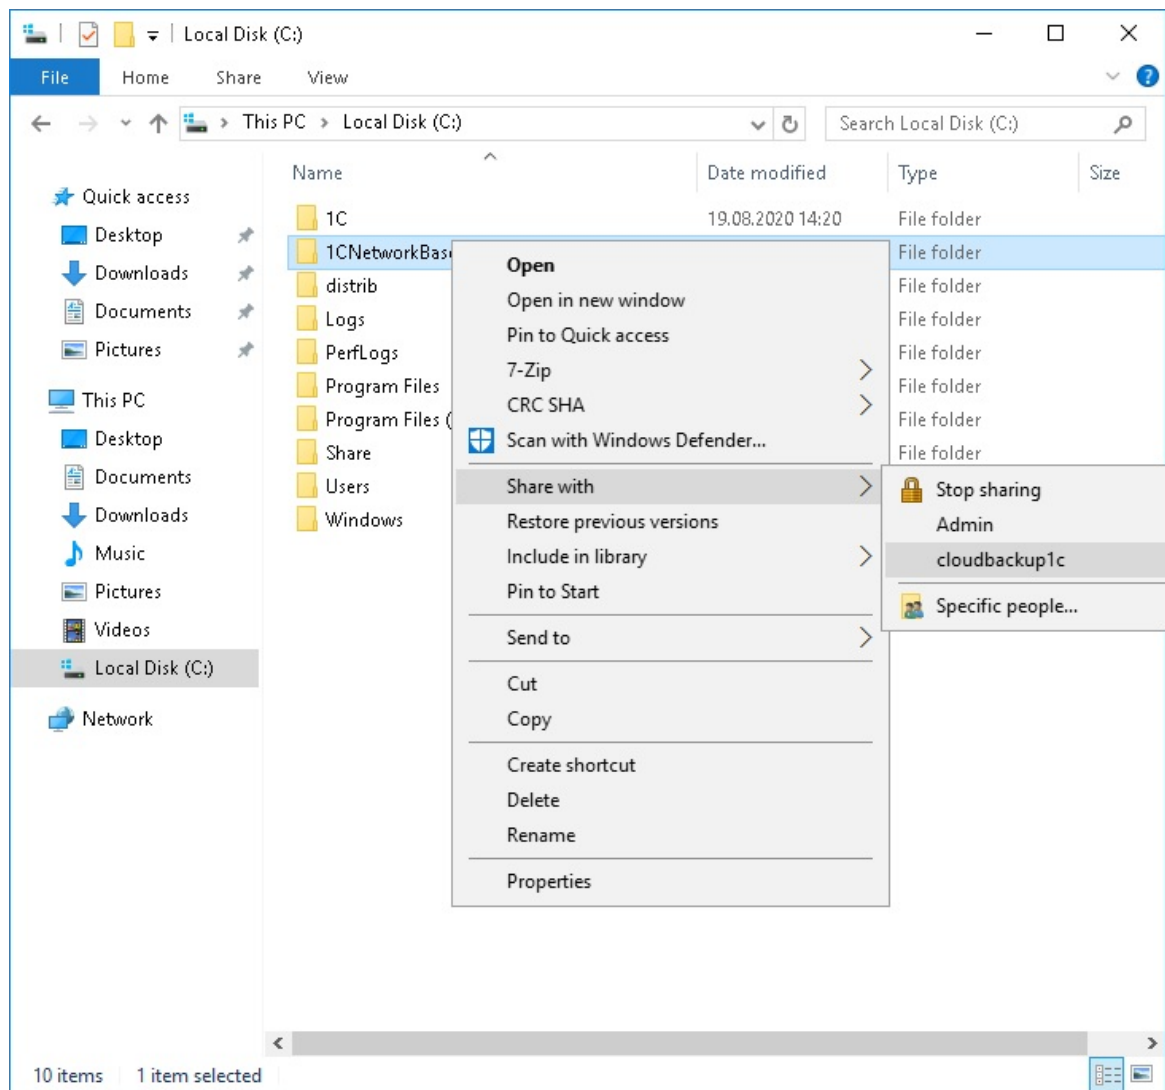 Local Disk (C:)
File Home Share View
This PC > Local Disk (C:)
Search Local Disk (C:)
Name Date modified Type Size
Quick access
Desktop
Downloads
Documents
Pictures
This PC
Desktop
Documents
Downloads
Music
Pictures
Videos
Local Disk (C:)
Network
1C 19.08.2020 14:20 File folder
1CNetworkBas File folder
distrib File folder
Logs File folder
PerfLogs File folder
Program Files File folder
Program Files ( File folder
Share File folder
Users
Windows
Open
Open in new window
Pin to Quick access
7-Zip
CRC SHA
Scan with Windows Defender...
Share with
Restore previous versions
Include in library
Pin to Start
Send to
Cut
Copy
Create shortcut
Delete
Rename
Properties
Stop sharing
Admin
cloudbackup1c
Specific people...
10 items 1 item selected